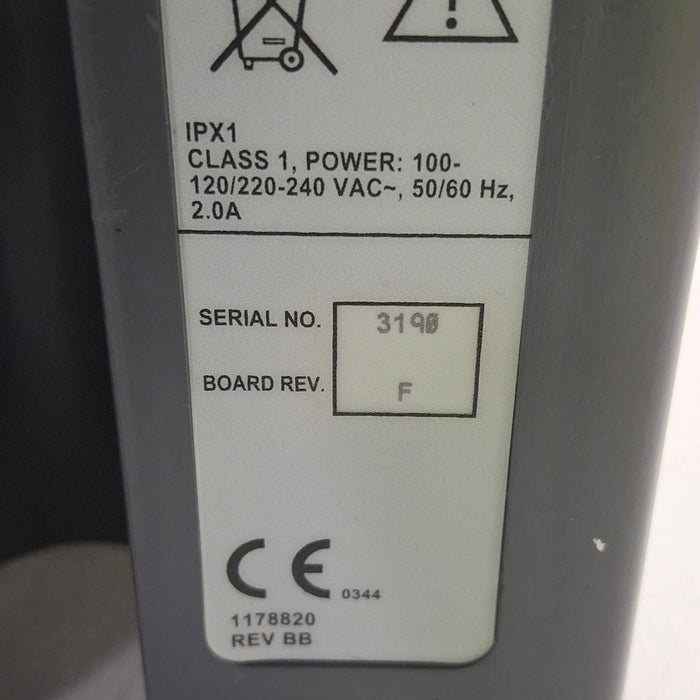 IPX1
CLASS 1, POWER: 100-
120/220-240 VAC~, 50/60 Hz,
2.0A
SERIAL NO. 3190
BOARD REV. F
CE 0344
1178820
REV BB